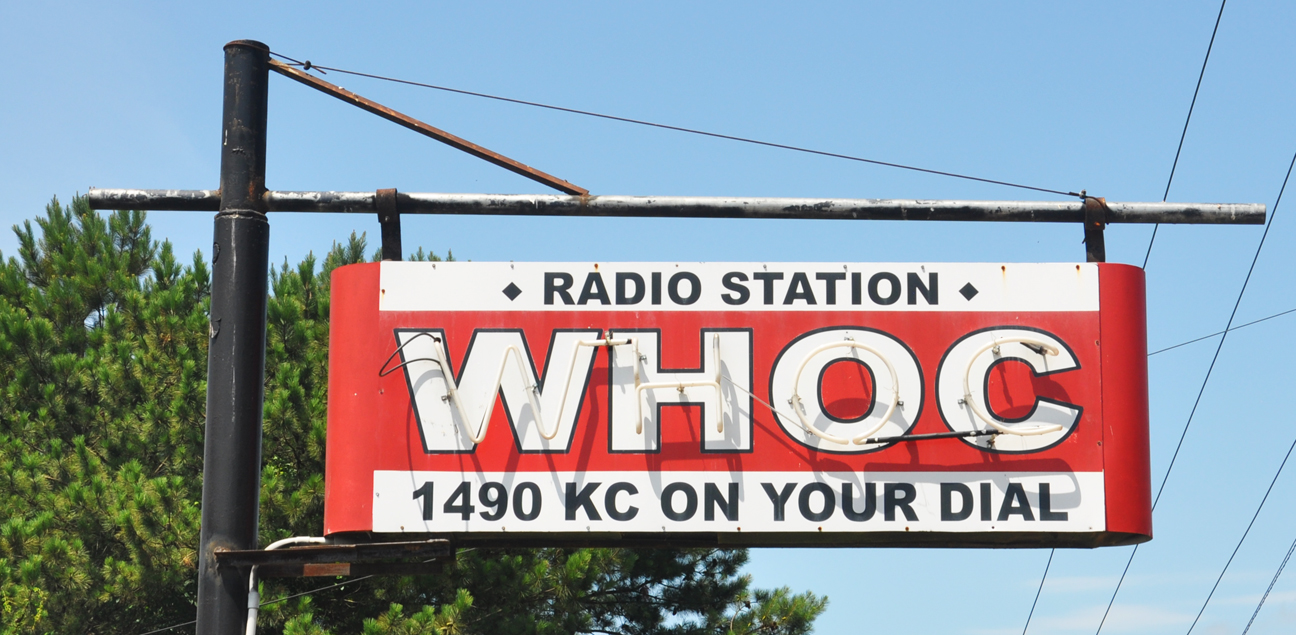 ◆ RADIO STATION ◆
WHOC
1490 KC ON YOUR DIAL